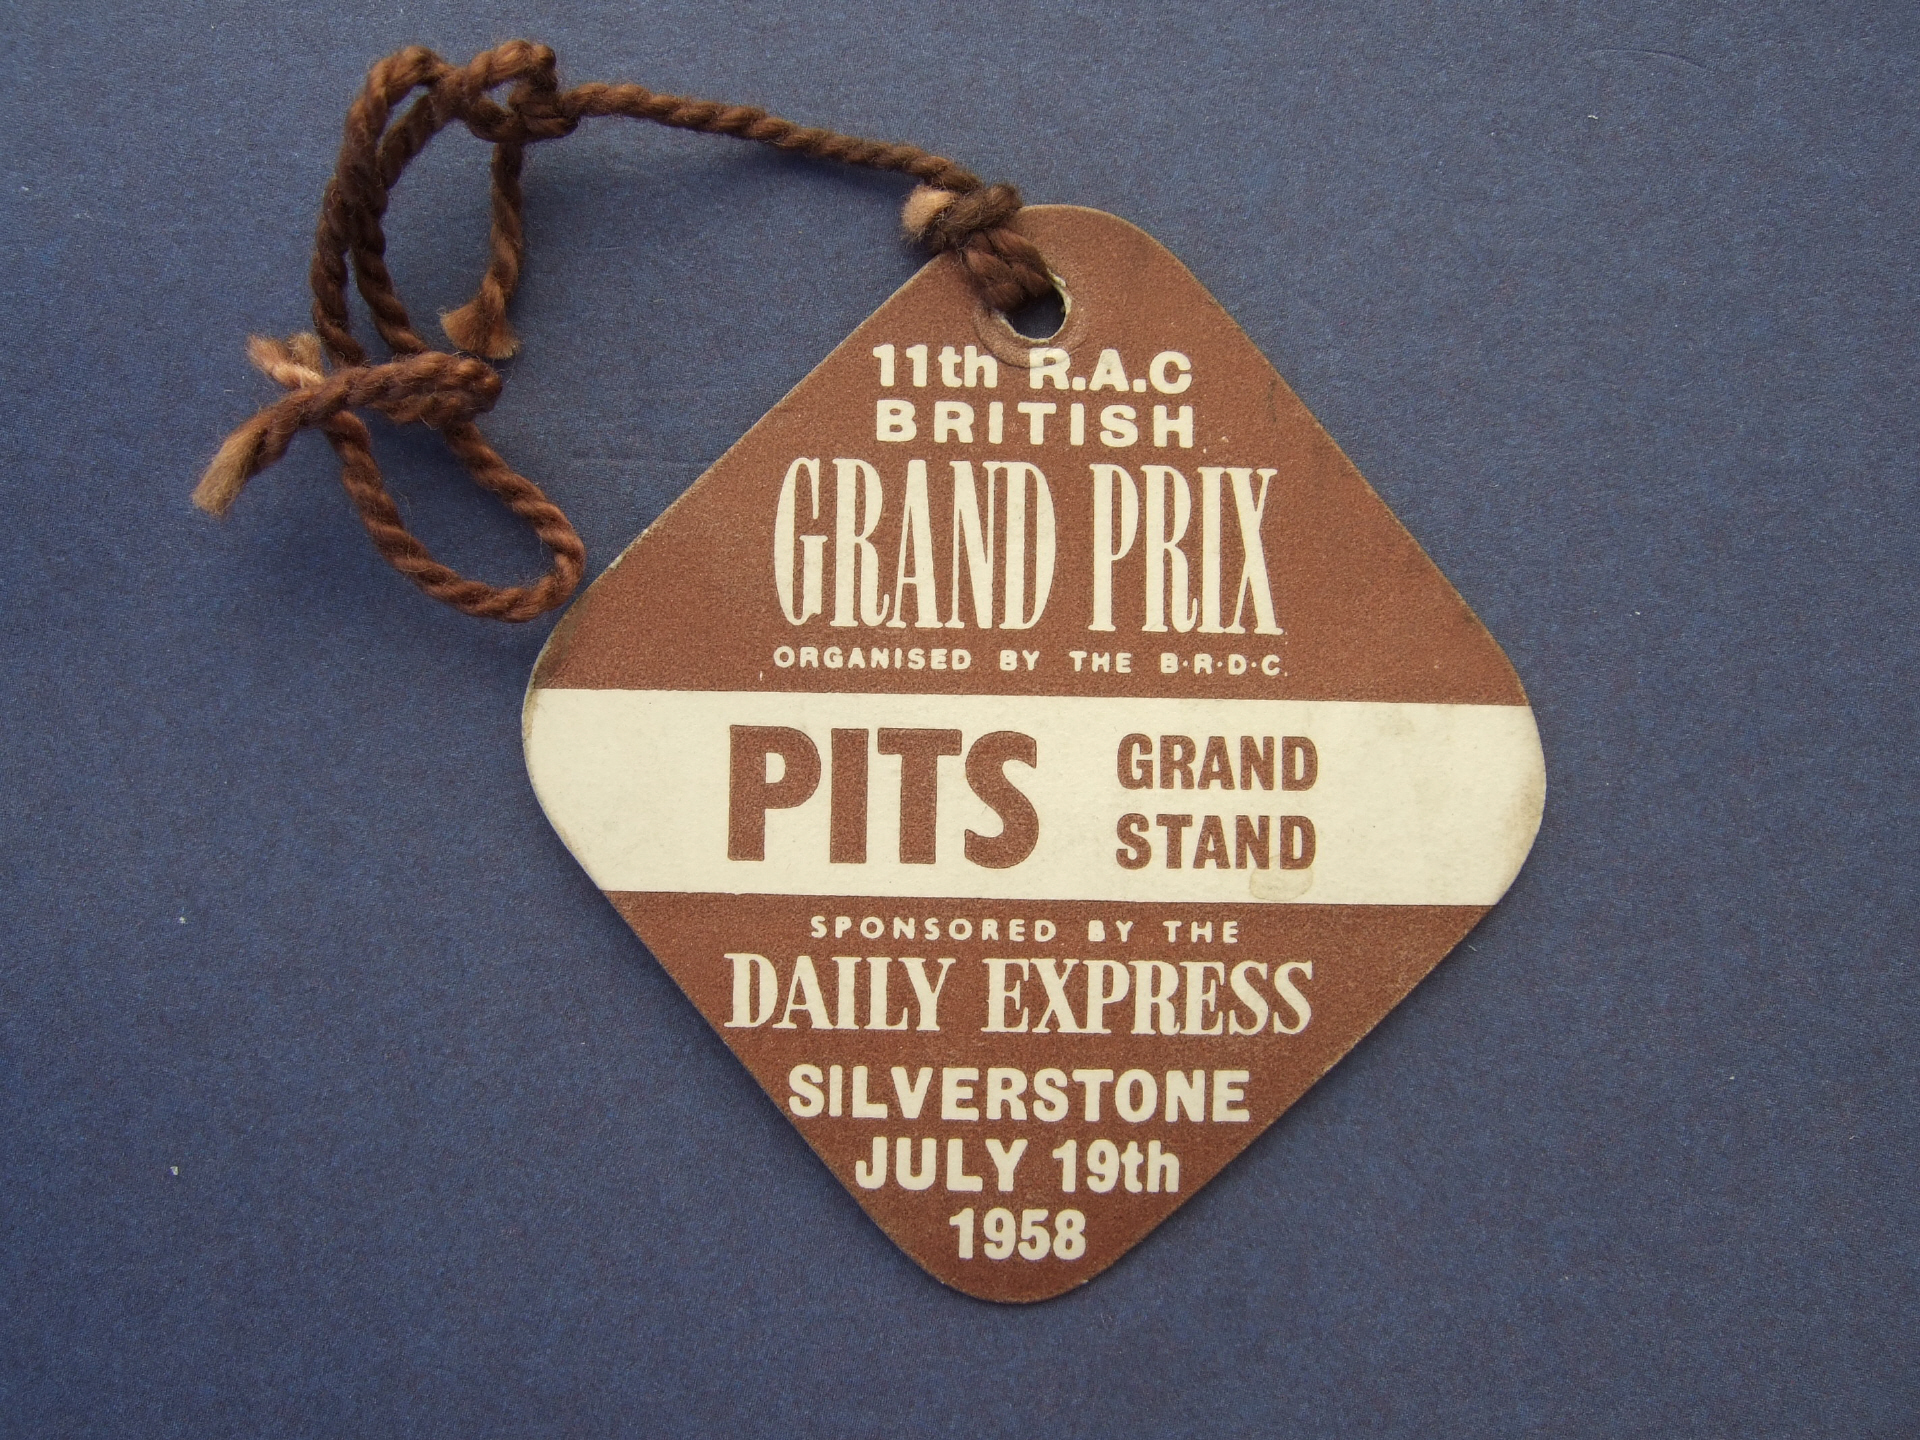 11th R.A.C
BRITISH
GRAND PRIX
ORGANISED BY THE B·R·D·C.
PITS GRAND
STAND
SPONSORED BY THE
DAILY EXPRESS
SILVERSTONE
JULY 19th
1958